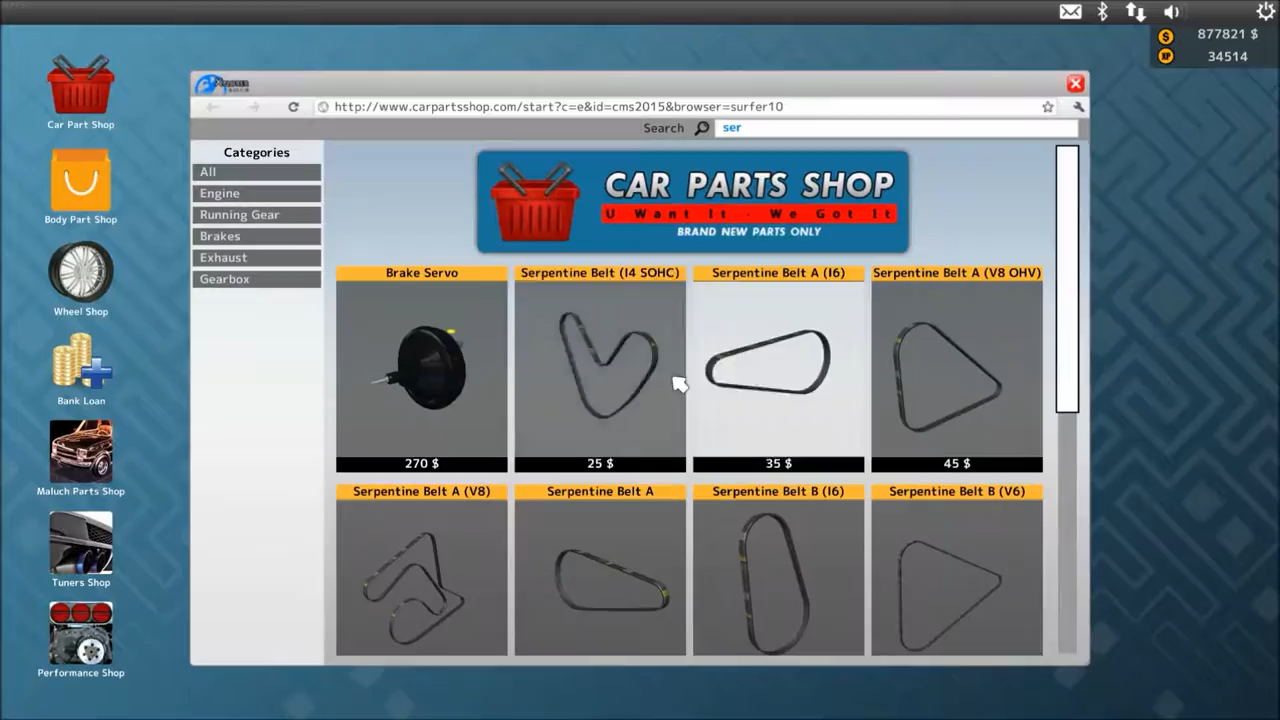 877821 $
34514
http://www.carpartsshop.com/start?c=e&id=cms2015&browser=surfer10
Search
ser
Car Part Shop
Body Part Shop
Wheel Shop
Bank Loan
Maluch Parts Shop
Tuners Shop
Performance Shop
Categories
All
Engine
Running Gear
Brakes
Exhaust
Gearbox
CAR PARTS SHOP
U Want It - We Got It
BRAND NEW PARTS ONLY
Brake Servo
Serpentine Belt (I4 SOHC)
Serpentine Belt A (I6)
Serpentine Belt A (V8 OHV)
270 $
25 $
35 $
45 $
Serpentine Belt A (V8)
Serpentine Belt A
Serpentine Belt B (I6)
Serpentine Belt B (V6)